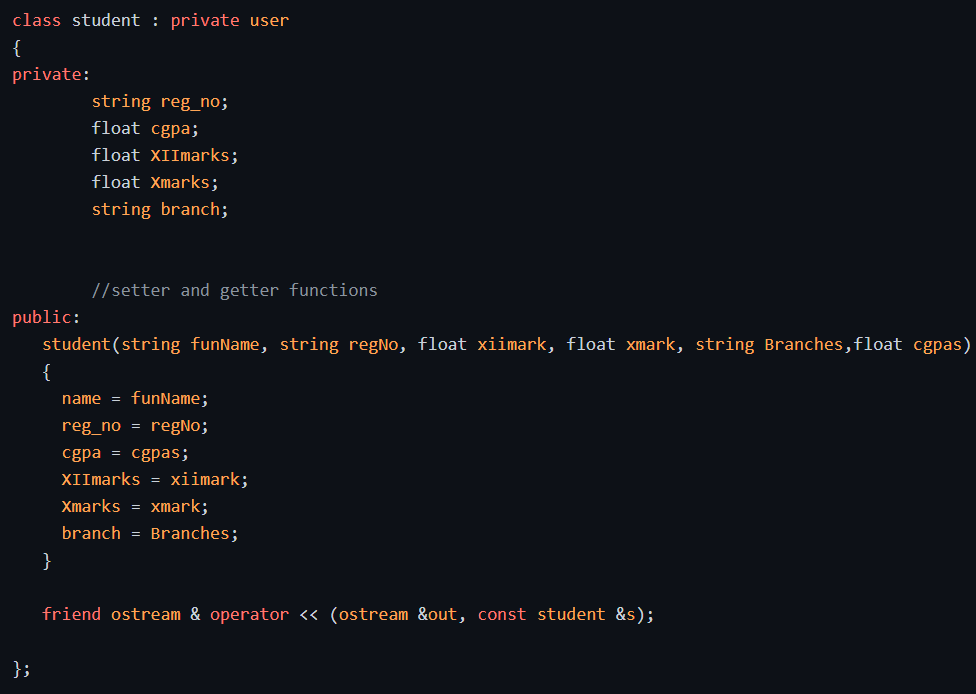 class student : private user
{
private:
        string reg_no;
        float cgpa;
        float XIImarks;
        float Xmarks;
        string branch;
        //setter and getter functions
public:
   student(string funName, string regNo, float xiimark, float xmark, string Branches,float cgpas)
   {
     name = funName;
     reg_no = regNo;
     cgpa = cgpas;
     XIImarks = xiimark;
     Xmarks = xmark;
     branch = Branches;
   }
   friend ostream & operator << (ostream &out, const student &s);
};